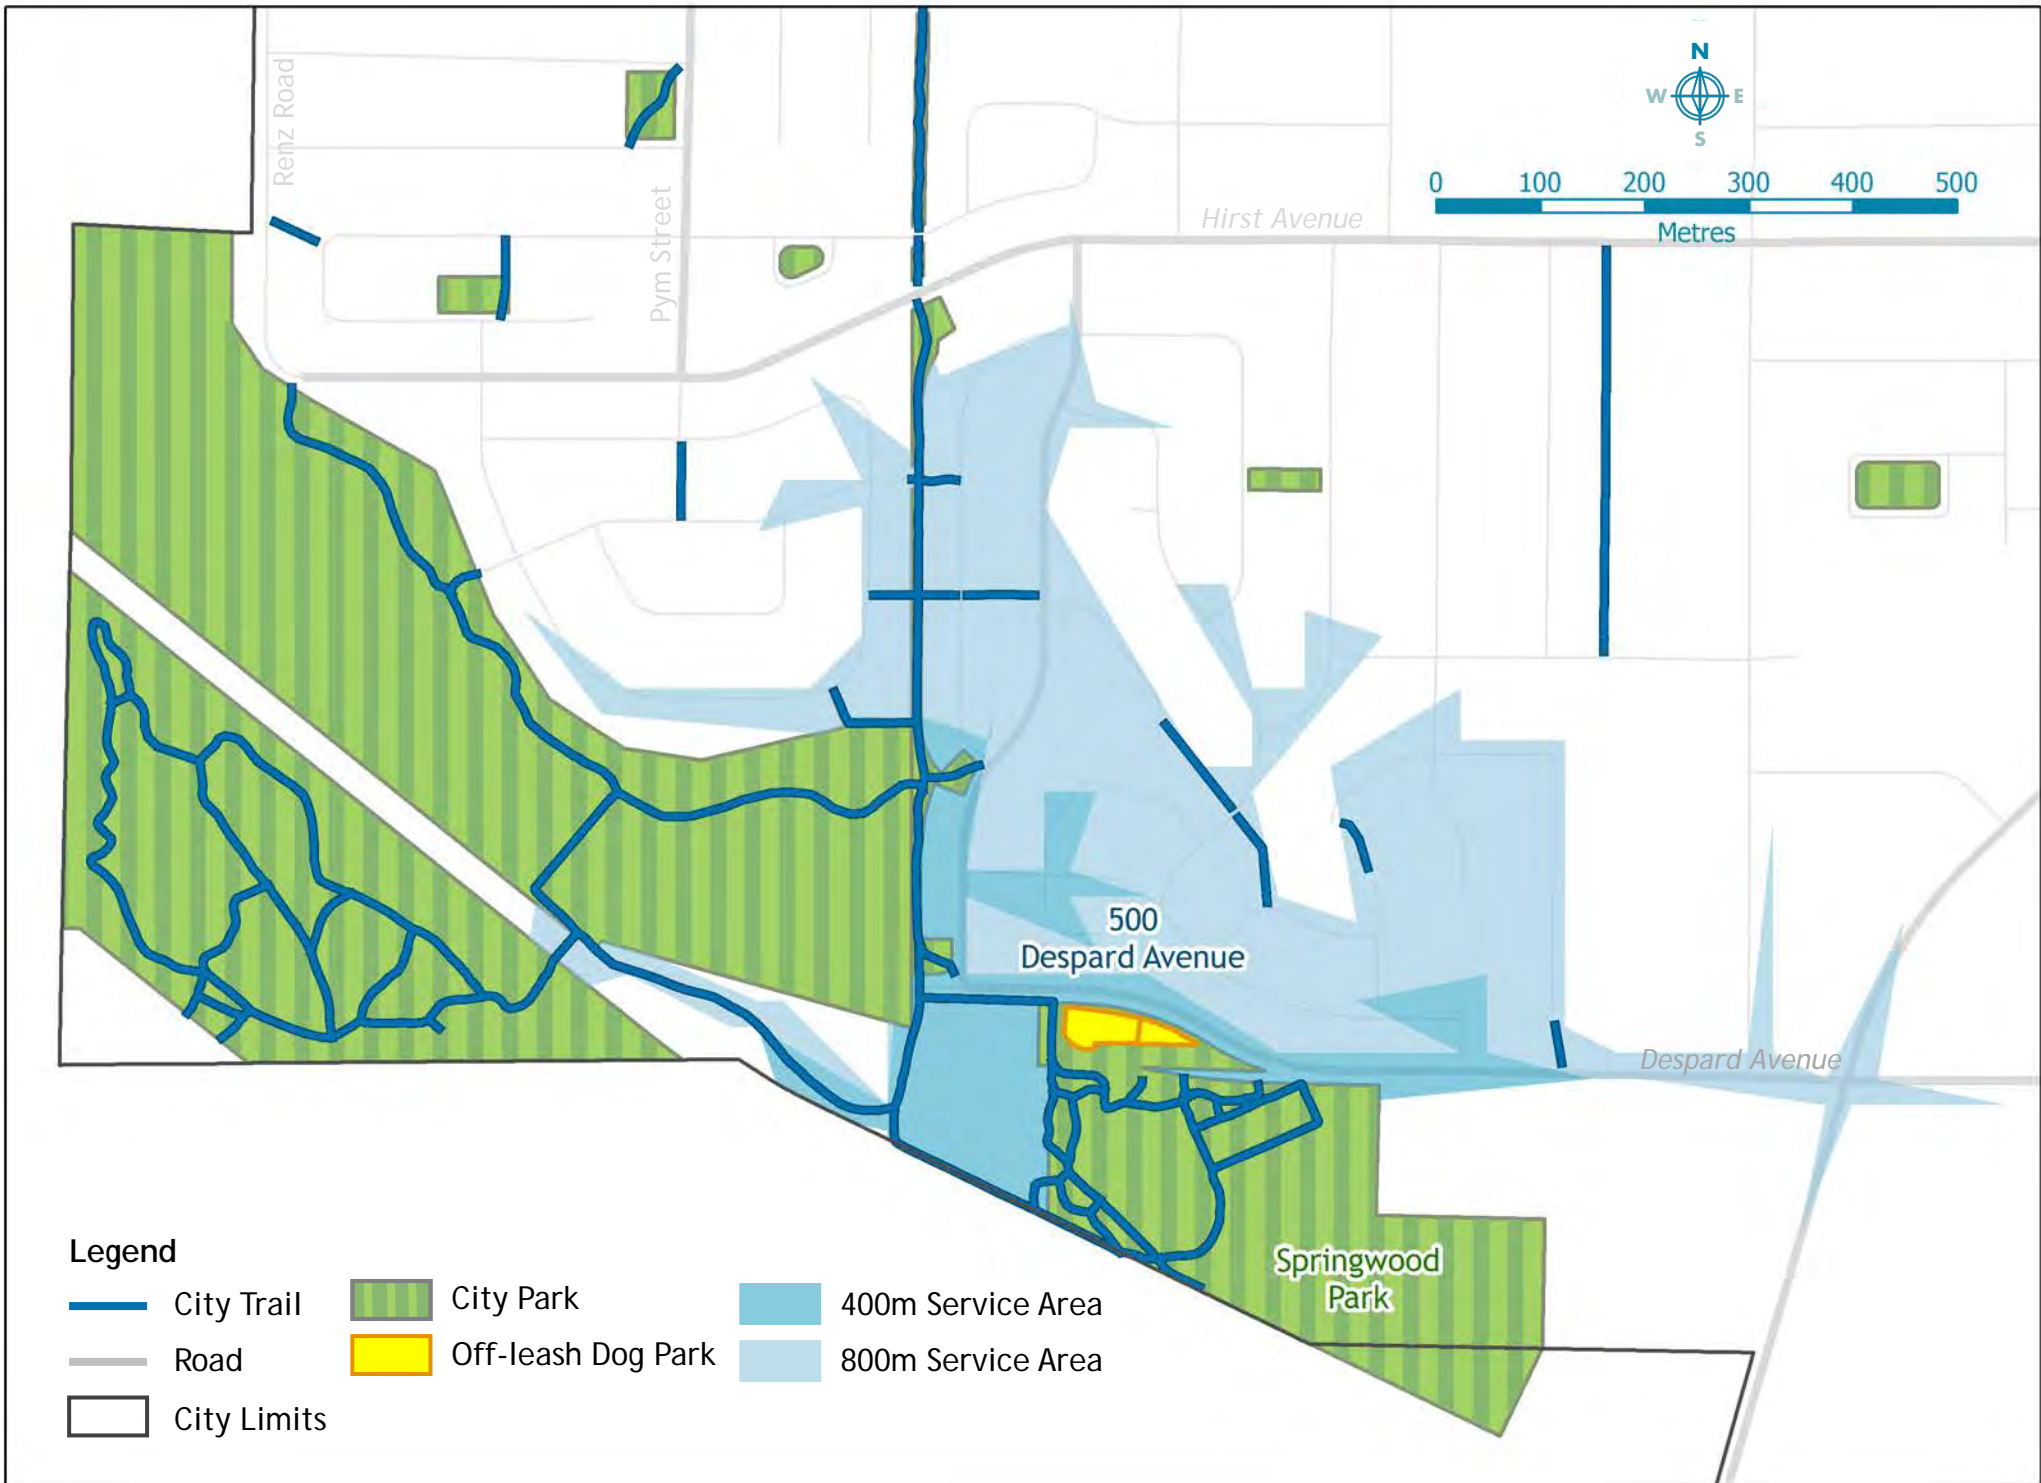 N
W
E
S
0
100
200
300
400
500
Metres
Renz Road
Pym Street
Hirst Avenue
500
Despard Avenue
Despard Avenue
Springwood
Park
Legend
City Trail
City Park
400m Service Area
Road
Off-leash Dog Park
800m Service Area
City Limits